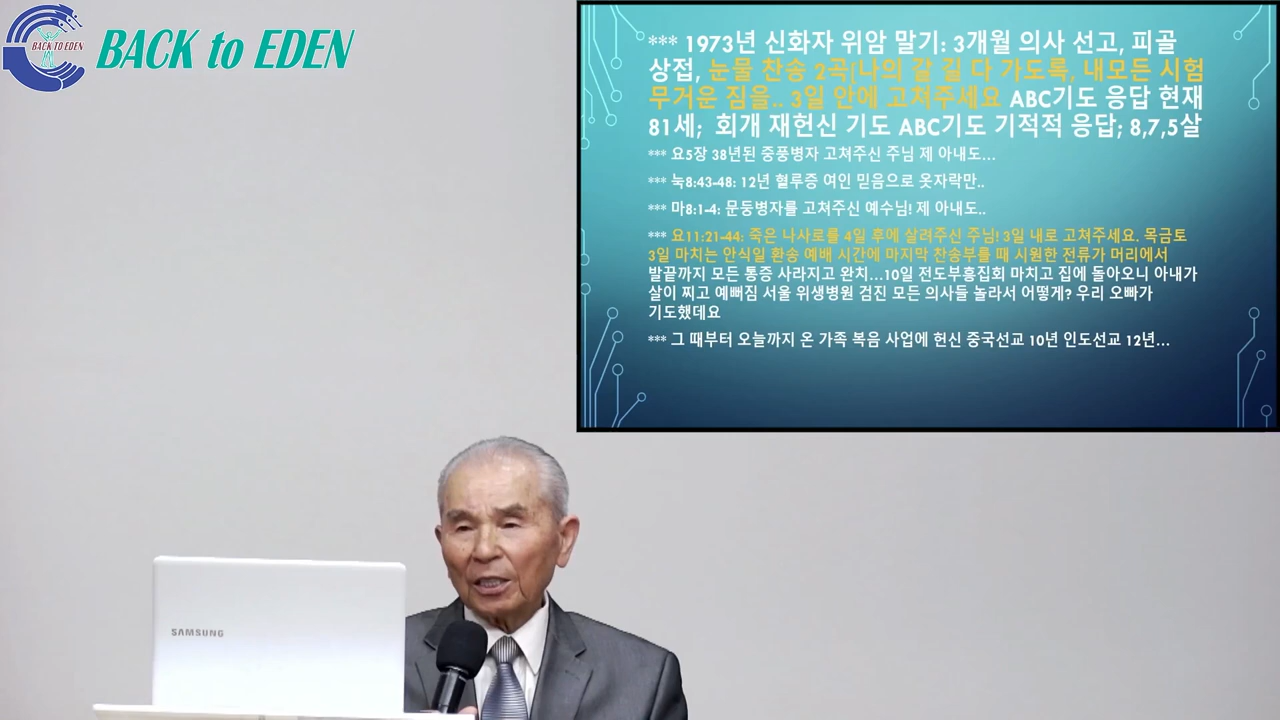 BACK TO EDEN
BACK to EDEN
*** 1973년 신화자 위암 말기: 3개월 의사 선고, 피골
상접, 눈물 찬송 2곡[나의 갈 길 다 가도록, 내모든 시험
무거운 짐을.. 3일 안에 고쳐주세요 ABC기도 응답 현재
81세; 회개 재헌신 기도 ABC기도 기적적 응답; 8,7,5살
*** 요5장 38년된 중풍병자 고쳐주신 주님 제 아내도...
*** 눅8:43-48: 12년 혈루증 여인 믿음으로 옷자락만..
*** 마8:1-4: 문둥병자를 고쳐주신 예수님! 제 아내도..
*** 요11:21-44: 죽은 나사로를 4일 후에 살려주신 주님! 3일 내로 고쳐주세요. 목금토
3일 마치는 안식일 환송 예배 시간에 마지막 찬송부를 때 시원한 전류가 머리에서
발끝까지 모든 통증 사라지고 완치...10일 전도부흥집회 마치고 집에 돌아오니 아내가
살이 찌고 예뻐짐 서울 위생병원 검진 모든 의사들 놀라서 어떻게? 우리 오빠가
기도했데요
*** 그 때부터 오늘까지 온 가족 복음 사업에 헌신 중국선교 10년 인도선교 12년...
SAMSUNG